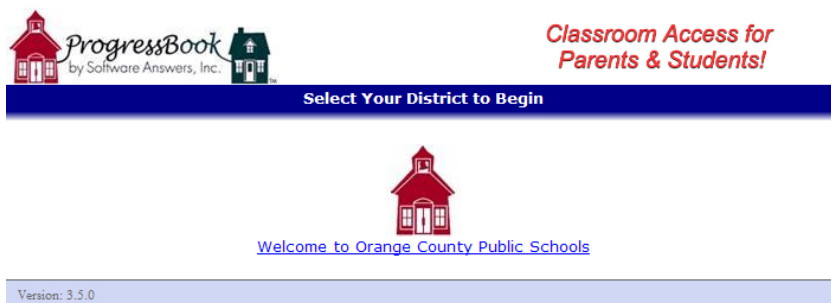 ProgressBook
by Software Answers, Inc.
Classroom Access for
Parents & Students!
Select Your District to Begin
Welcome to Orange County Public Schools
Version: 3.5.0